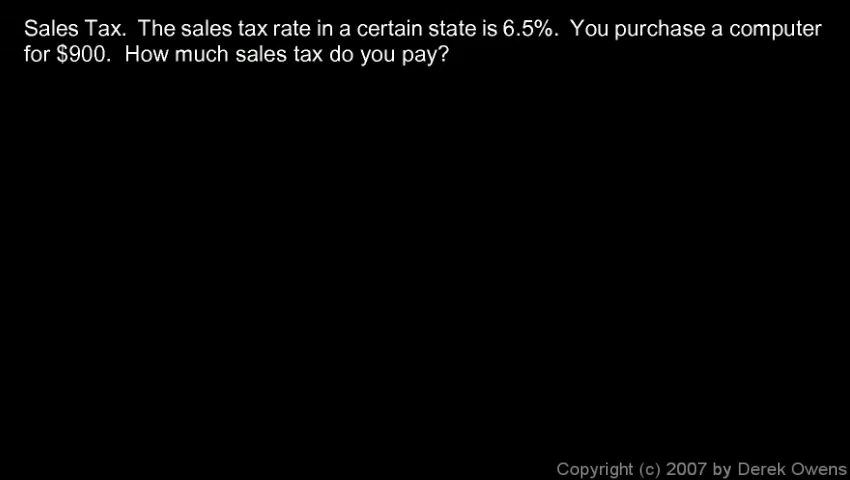 Sales Tax.  The sales tax rate in a certain state is 6.5%.  You purchase a computer
for $900.  How much sales tax do you pay?
Copyright (c) 2007 by Derek Owens